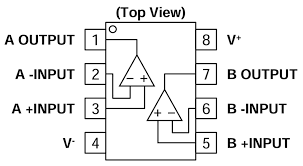 (Top View)
A OUTPUT 1 8 V+
A -INPUT 2 7 B OUTPUT
- +
A +INPUT 3 6 B -INPUT
+ -
V- 4 5 B +INPUT